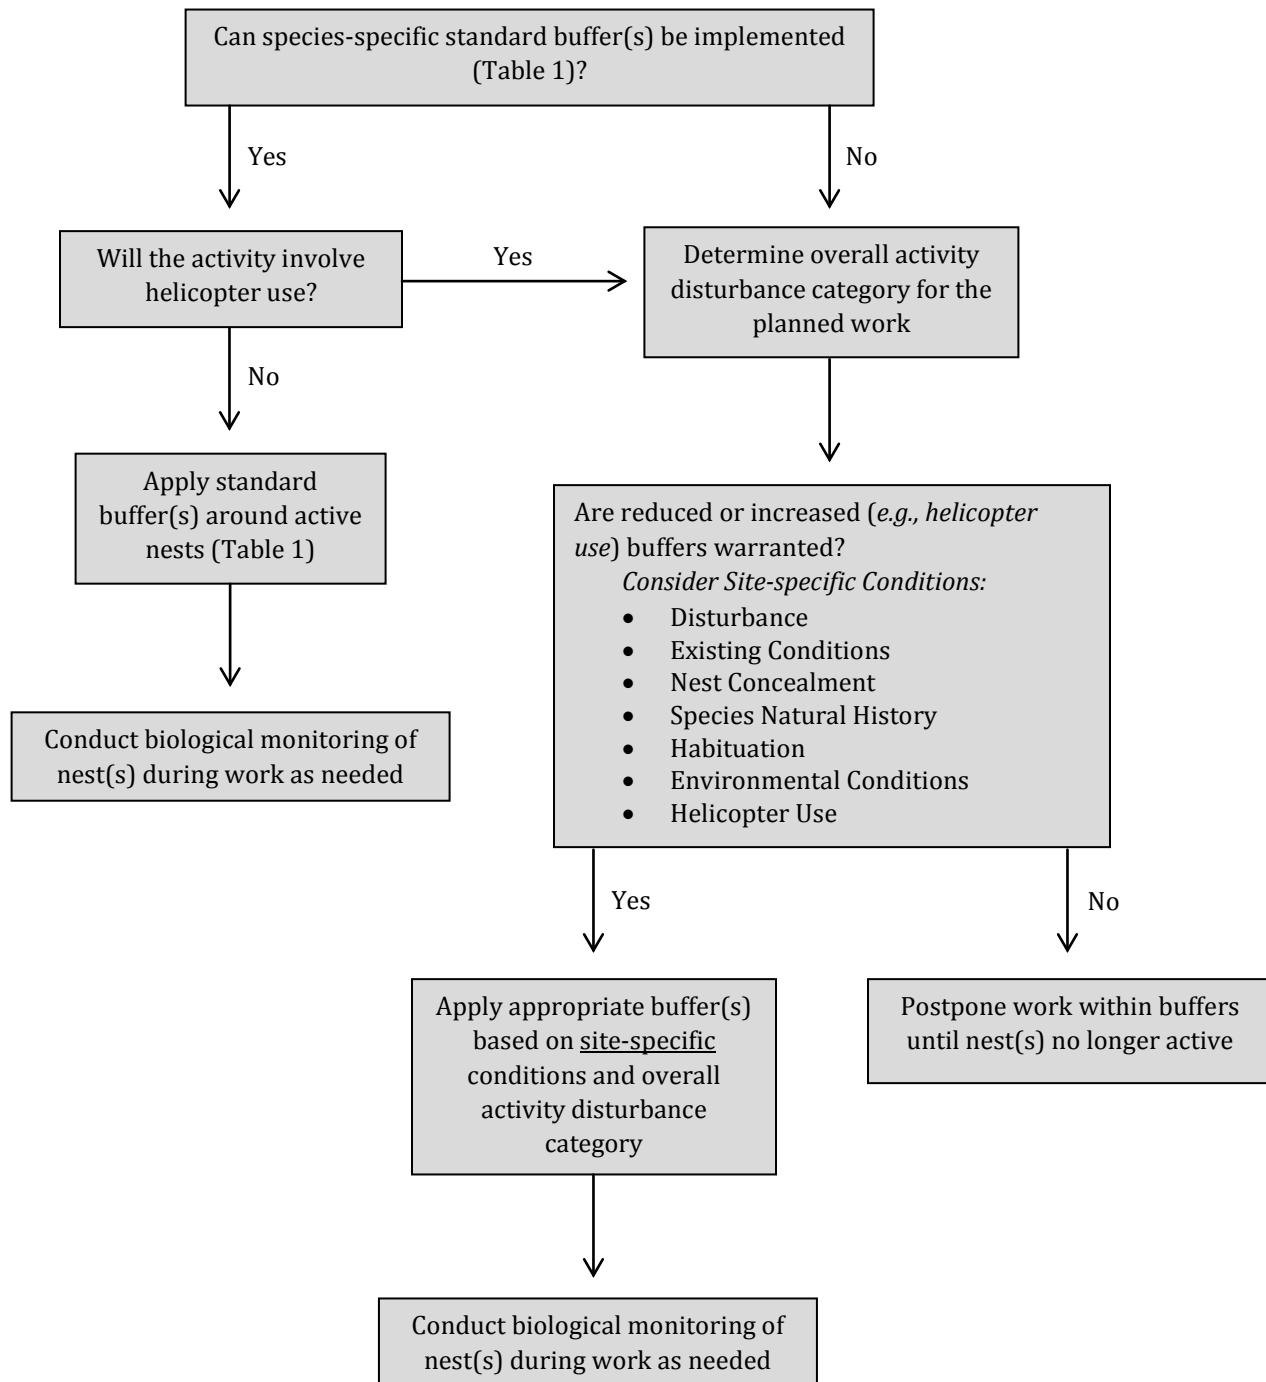 Can species-specific standard buffer(s) be implemented
(Table 1)?
Yes
No
Will the activity involve
helicopter use?
Yes
Determine overall activity
disturbance category for the
planned work
No
Apply standard
buffer(s) around active
nests (Table 1)
Are reduced or increased (e.g., helicopter
use) buffers warranted?
Consider Site-specific Conditions:
• Disturbance
• Existing Conditions
• Nest Concealment
• Species Natural History
• Habituation
• Environmental Conditions
• Helicopter Use
Conduct biological monitoring of
nest(s) during work as needed
Yes
No
Apply appropriate buffer(s)
based on site-specific
conditions and overall
activity disturbance
category
Postpone work within buffers
until nest(s) no longer active
Conduct biological monitoring of
nest(s) during work as needed